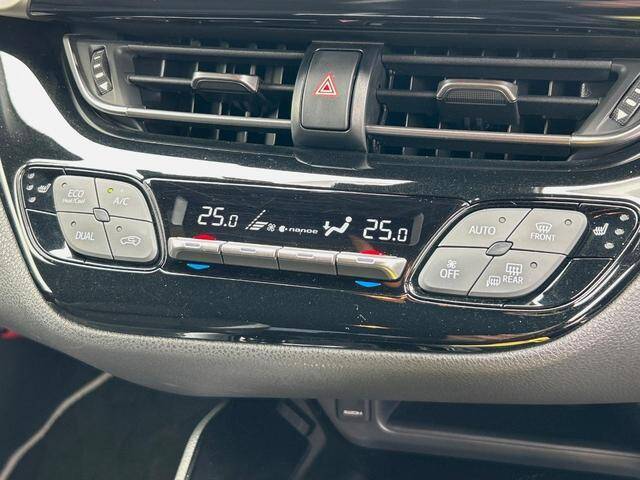 ECO
Heat/Cool
A/C
DUAL
25.0
nanoe
25.0
AUTO
FRONT
OFF
REAR